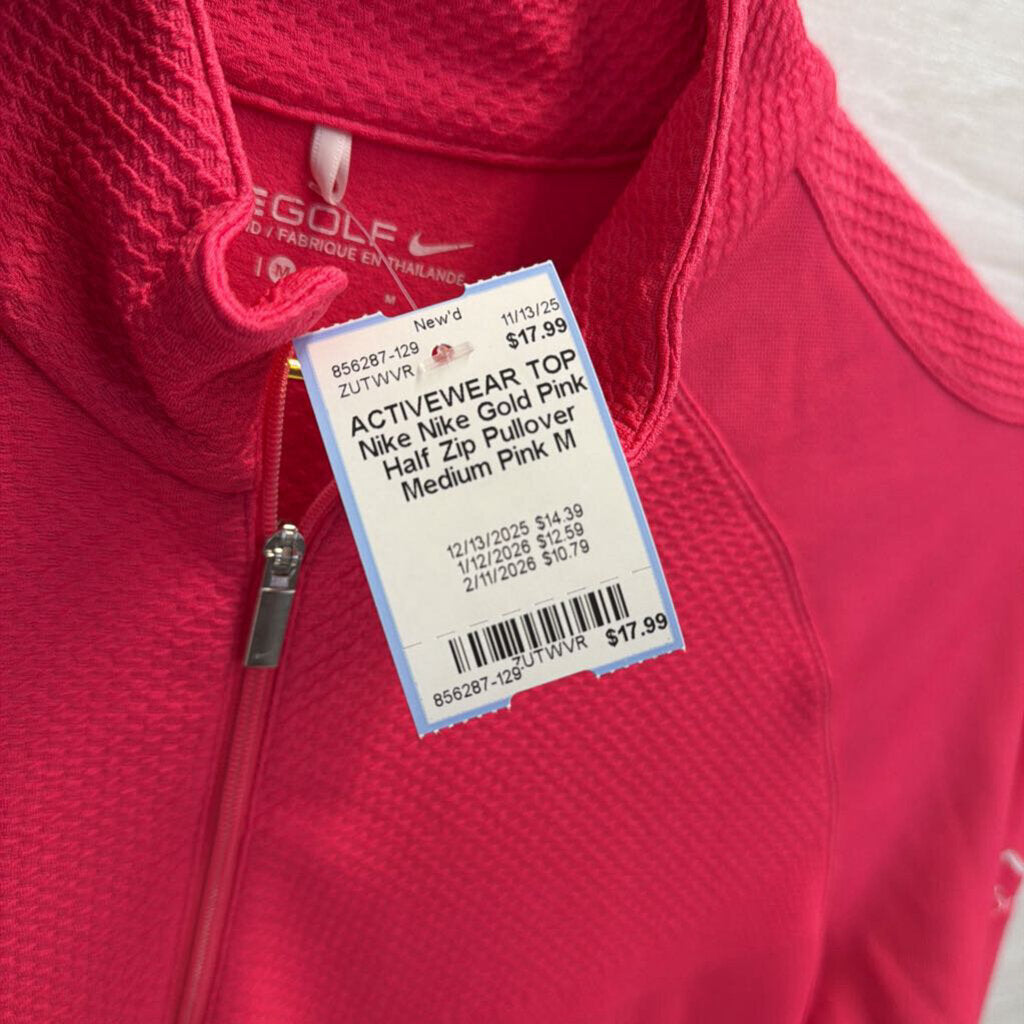 EGOLF
D / FABRIQUE EN THAILANDE
M
M
New'd
856287-129
11/13/25
ZUTWVR
$17.99
ACTIVEWEAR TOP
Nike Nike Gold Pink
Half Zip Pullover
Medium Pink M
12/13/2025 $14.39
1/12/2026 $12.59
2/11/2026 $10.79
ZUTWVR
$17.99
856287-129